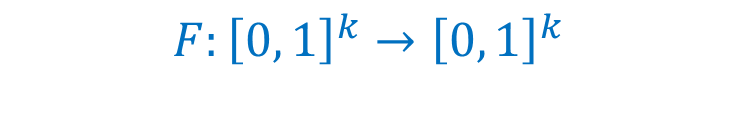 F: [0, 1]^k → [0, 1]^k